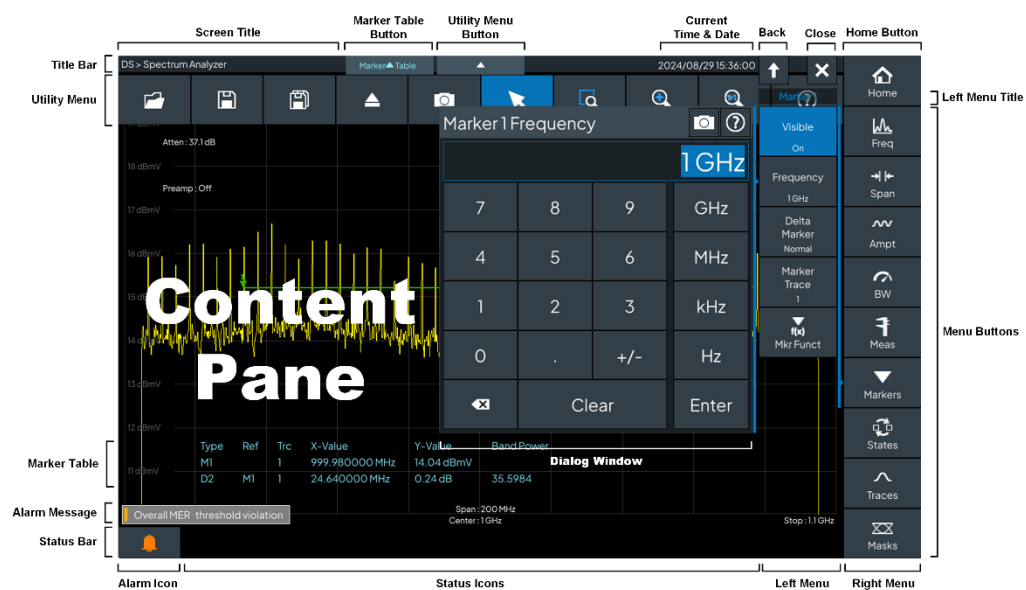 Screen Title
Marker Table
Button
Utility Menu
Button
Current
Time & Date
Back
Close
Home Button
Title Bar
DS > Spectrum Analyzer
Marker Table
2024/08/29 15:36:00
Home
Utility Menu
1:1
Marker 1
Left Menu Title
Atten : 37.1 dB
18 dBmV
Preamp : Off
17 dBmV
16 dBmV
15 dBmV
14 dBmV
13 dBmV
12 dBmV
11 dBmV
Content
Pane
Marker 1 Frequency
1 GHz
7
8
9
GHz
4
5
6
MHz
1
2
3
kHz
0
.
+/-
Hz
Clear
Enter
Dialog Window
Visible
On
Frequency
1 GHz
Delta
Marker
Normal
Marker
Trace
1
f(x)
Mkr Funct
Freq
Span
Ampt
BW
Meas
Markers
States
Traces
Masks
Menu Buttons
Marker Table
Type Ref Trc X-Value Y-Value Band Power
M1 1 999.980000 MHz 14.04 dBmV
D2 M1 1 24.640000 MHz 0.24 dB 35.5984
Alarm Message
Overall MER threshold violation
Span : 200 MHz
Center : 1 GHz
Stop : 1.1 GHz
Status Bar
Alarm Icon
Status Icons
Left Menu
Right Menu